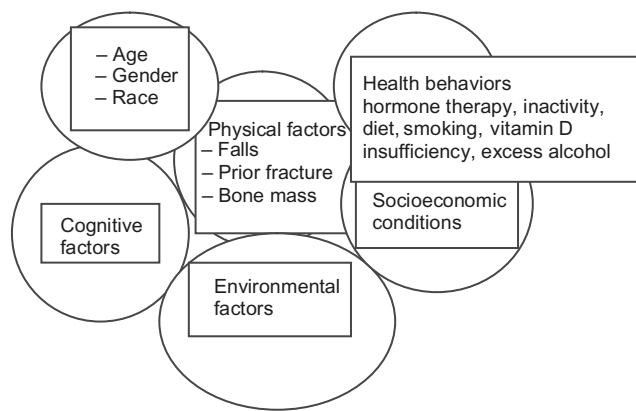 – Age
– Gender
– Race
Health behaviors
hormone therapy, inactivity,
diet, smoking, vitamin D
insufficiency, excess alcohol
Physical factors
– Falls
– Prior fracture
– Bone mass
Cognitive
factors
Socioeconomic
conditions
Environmental
factors